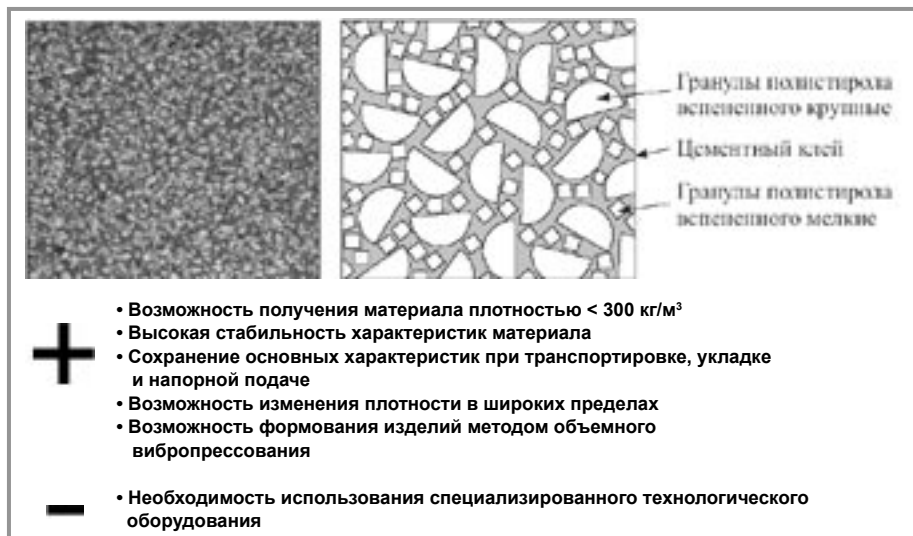 Гранулы полистирола
вспененного крупные
Цементный клей
Гранулы полистирола
вспененного мелкие
• Возможность получения материала плотностью < 300 кг/м³
• Высокая стабильность характеристик материала
• Сохранение основных характеристик при транспортировке, укладке
и напорной подаче
• Возможность изменения плотности в широких пределах
• Возможность формования изделий методом объемного
вибропрессования
• Необходимость использования специализированного технологического
оборудования